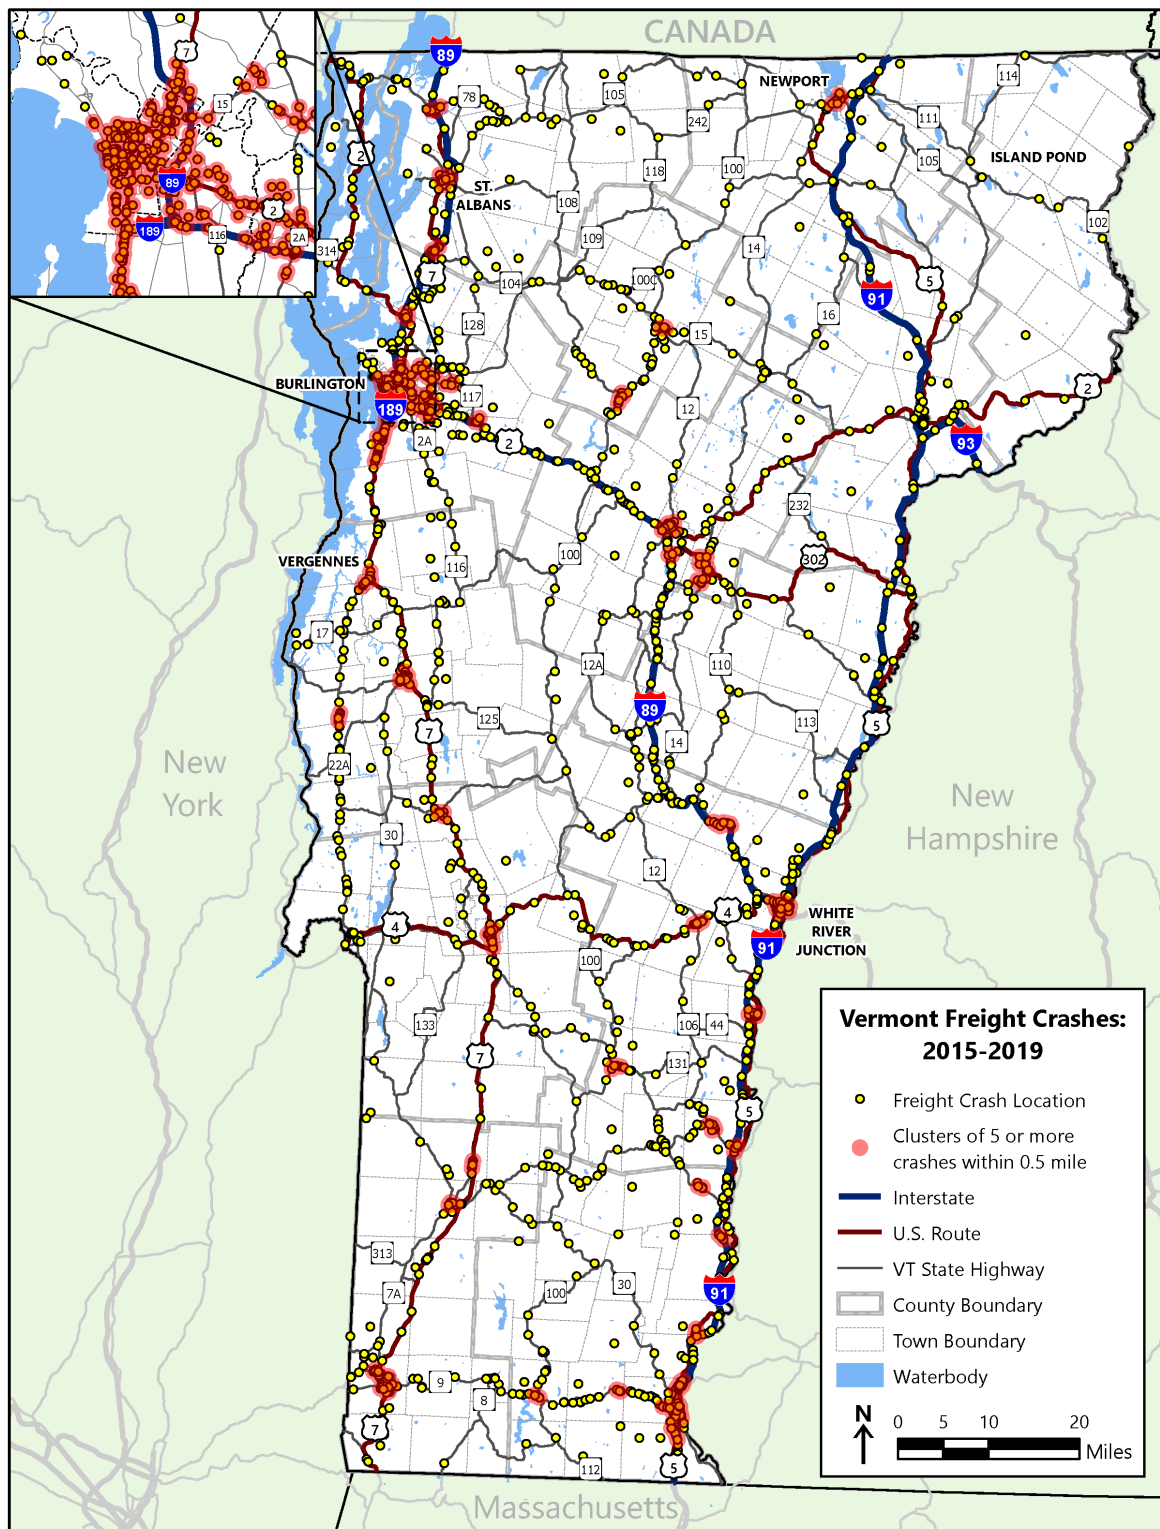 CANADA
7
15
89
2
189
116
2A
89
78
105
242
NEWPORT
114
111
105
ISLAND POND
102
2
ST.
ALBANS
118
100
108
109
14
314
7
104
100C
5
91
128
15
16
BURLINGTON
189
117
12
2
2A
2
93
232
VERGENNES
116
100
302
17
12A
110
89
125
7
113
5
14
22A
New
York
30
New
Hampshire
12
4
4
WHITE
RIVER
JUNCTION
91
100
133
106
44
7
131
5
313
7A
100
30
91
9
8
7
112
5
Massachusetts
Vermont Freight Crashes:
2015-2019
Freight Crash Location
Clusters of 5 or more
crashes within 0.5 mile
Interstate
U.S. Route
VT State Highway
County Boundary
Town Boundary
Waterbody
N
0 5 10 20
Miles